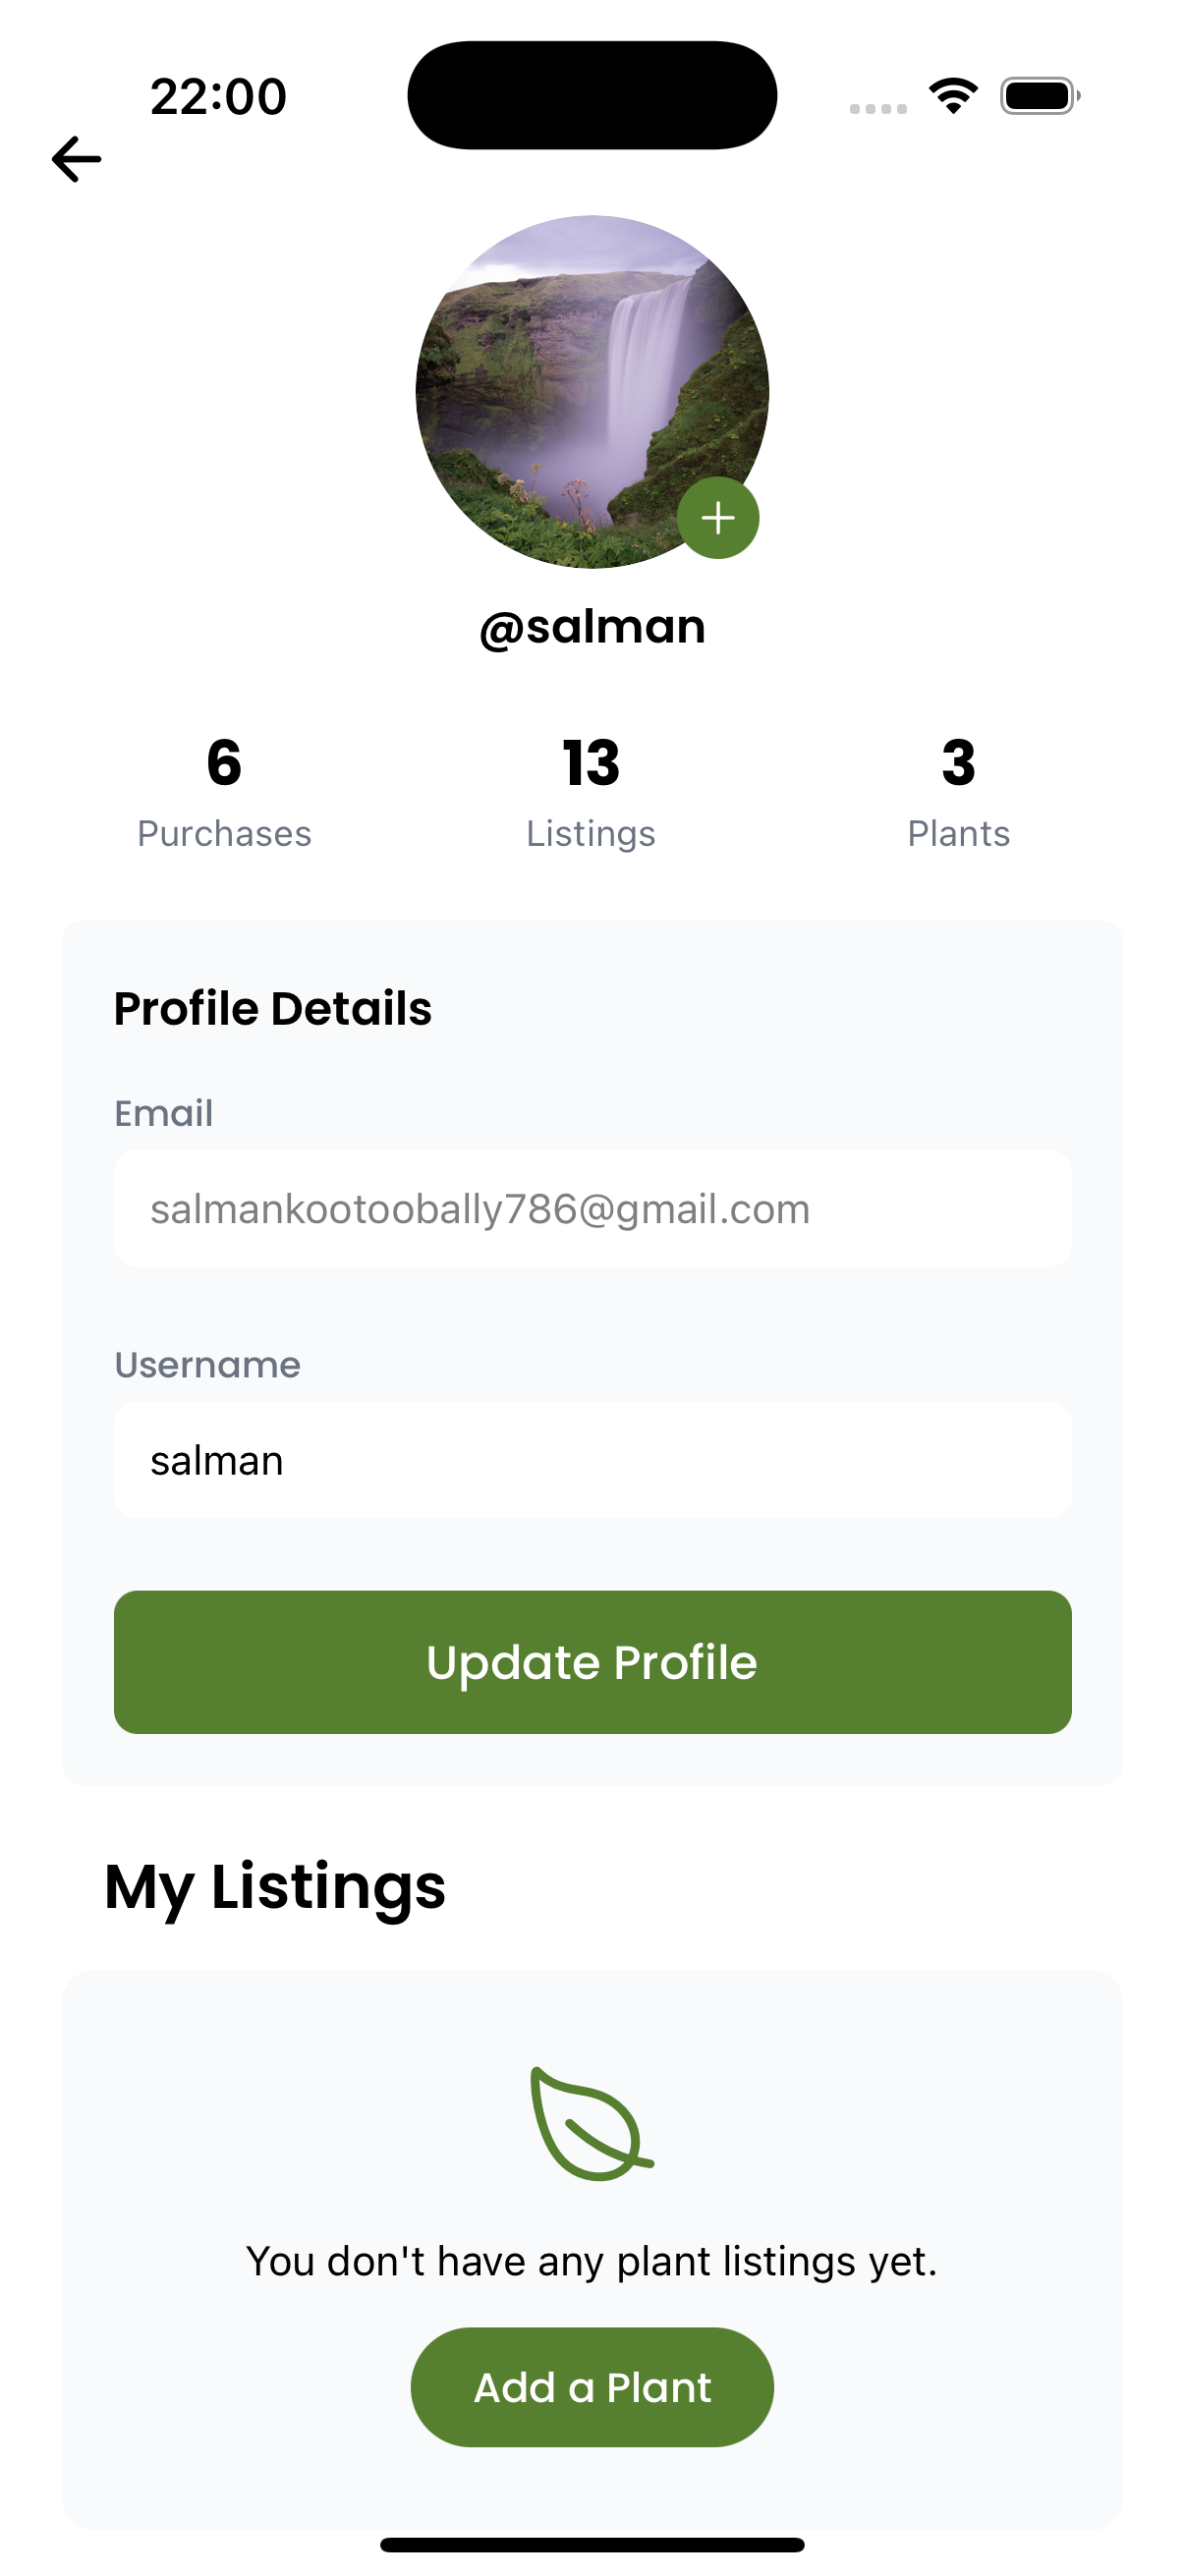 22:00
@salman
6 13 3
Purchases Listings Plants
Profile Details
Email
salmankootoobally786@gmail.com
Username
salman
Update Profile
My Listings
You don't have any plant listings yet.
Add a Plant